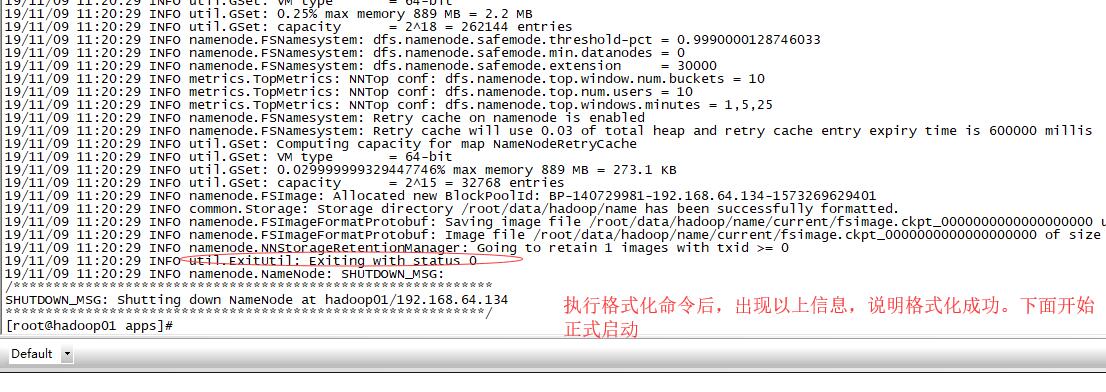 19/11/09 11:20:29 INFO util.GSet: VM type       = 64-bit
19/11/09 11:20:29 INFO util.GSet: 0.25% max memory 889 MB = 2.2 MB
19/11/09 11:20:29 INFO util.GSet: capacity      = 2^18 = 262144 entries
19/11/09 11:20:29 INFO namenode.FSNamesystem: dfs.namenode.safemode.threshold-pct = 0.9990000128746033
19/11/09 11:20:29 INFO namenode.FSNamesystem: dfs.namenode.safemode.min.datanodes = 0
19/11/09 11:20:29 INFO namenode.FSNamesystem: dfs.namenode.safemode.extension     = 30000
19/11/09 11:20:29 INFO metrics.TopMetrics: NNTop conf: dfs.namenode.top.window.num.buckets = 10
19/11/09 11:20:29 INFO metrics.TopMetrics: NNTop conf: dfs.namenode.top.num.users = 10
19/11/09 11:20:29 INFO metrics.TopMetrics: NNTop conf: dfs.namenode.top.windows.minutes = 1,5,25
19/11/09 11:20:29 INFO namenode.FSNamesystem: Retry cache on namenode is enabled
19/11/09 11:20:29 INFO namenode.FSNamesystem: Retry cache will use 0.03 of total heap and retry cache entry expiry time is 600000 millis
19/11/09 11:20:29 INFO util.GSet: Computing capacity for map NameNodeRetryCache
19/11/09 11:20:29 INFO util.GSet: VM type       = 64-bit
19/11/09 11:20:29 INFO util.GSet: 0.029999999329447746% max memory 889 MB = 273.1 KB
19/11/09 11:20:29 INFO util.GSet: capacity      = 2^15 = 32768 entries
19/11/09 11:20:29 INFO namenode.FSImage: Allocated new BlockPoolId: BP-140729981-192.168.64.134-1573269629401
19/11/09 11:20:29 INFO common.Storage: Storage directory /root/data/hadoop/name has been successfully formatted.
19/11/09 11:20:29 INFO namenode.FSImageFormatProtobuf: Saving image file /root/data/hadoop/name/current/fsimage.ckpt_0000000000000000000 u
19/11/09 11:20:29 INFO namenode.FSImageFormatProtobuf: Image file /root/data/hadoop/name/current/fsimage.ckpt_0000000000000000000 of size
19/11/09 11:20:29 INFO namenode.NNStorageRetentionManager: Going to retain 1 images with txid >= 0
19/11/09 11:20:29 INFO util.ExitUtil: Exiting with status 0
19/11/09 11:20:29 INFO namenode.NameNode: SHUTDOWN_MSG:
/************************************************************
SHUTDOWN_MSG: Shutting down NameNode at hadoop01/192.168.64.134
************************************************************/
[root@hadoop01 apps]#
执行格式化命令后，出现以上信息，说明格式化成功。下面开始
正式启动
Default